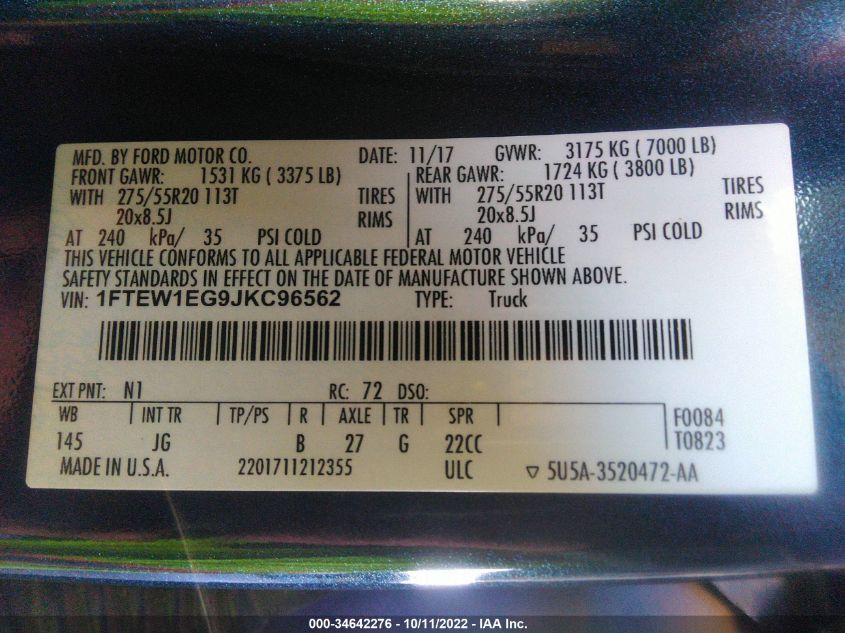 MFD. BY FORD MOTOR CO. DATE: 11/17 GVWR: 3175 KG ( 7000 LB)
FRONT GAWR: 1531 KG ( 3375 LB) REAR GAWR: 1724 KG ( 3800 LB)
WITH 275/55R20 113T TIRES WITH 275/55R20 113T TIRES
20x8.5J RIMS 20x8.5J RIMS
AT 240 kPa/ 35 PSI COLD AT 240 kPa/ 35 PSI COLD
THIS VEHICLE CONFORMS TO ALL APPLICABLE FEDERAL MOTOR VEHICLE
SAFETY STANDARDS IN EFFECT ON THE DATE OF MANUFACTURE SHOWN ABOVE.
VIN: 1FTEW1EG9JKC96562 TYPE: Truck
EXT PNT: N1 RC: 72 DSO:
WB INT TR TP/PS R AXLE TR SPR F0084
145 JG B 27 G 22CC T0823
MADE IN U.S.A. 2201711212355 ULC ▽ 5U5A-3520472-AA
000-34642276 - 10/11/2022 - IAA Inc.